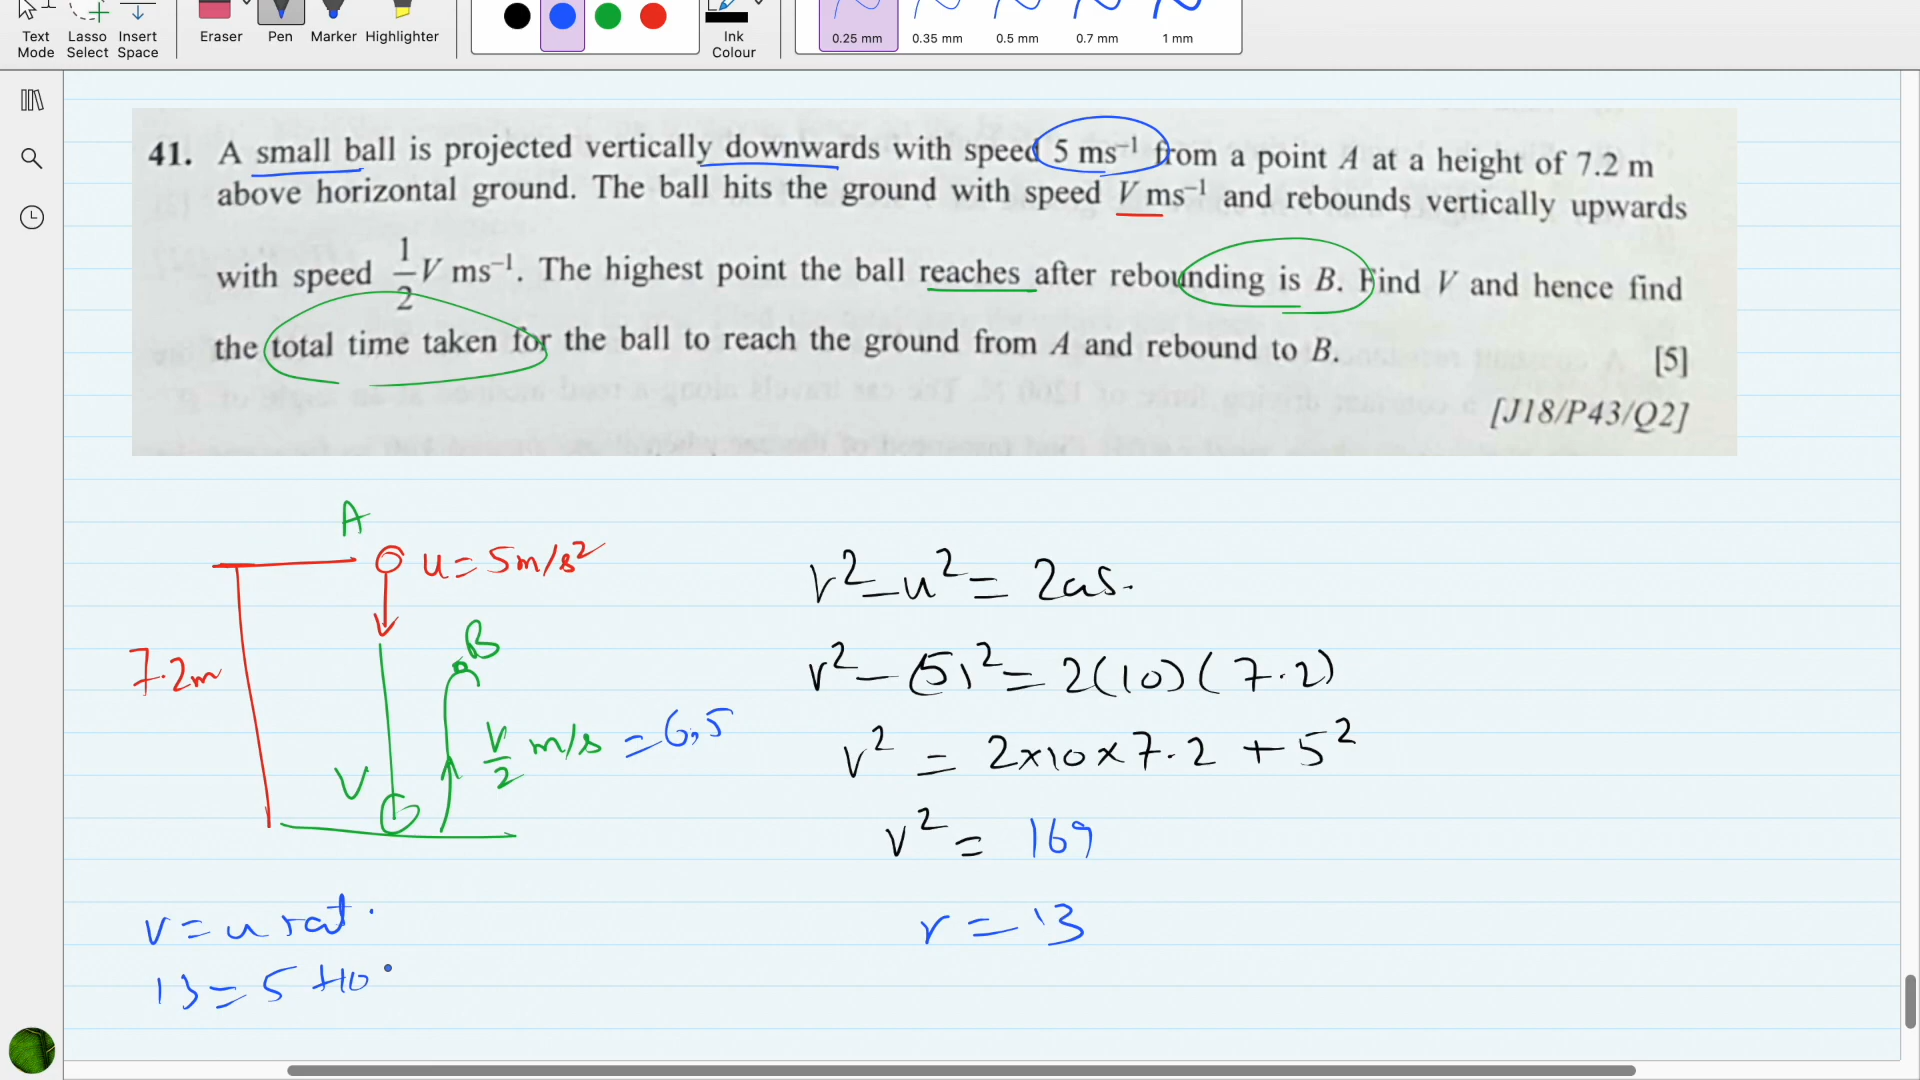 Text Mode
Lasso Select
Insert Space
Eraser
Pen
Marker
Highlighter
Ink Colour
0.25 mm
0.35 mm
0.5 mm
0.7 mm
1 mm
41. A small ball is projected vertically downwards with speed 5 ms⁻¹ from a point A at a height of 7.2 m
above horizontal ground. The ball hits the ground with speed V ms⁻¹ and rebounds vertically upwards
with speed 1/2 V ms⁻¹. The highest point the ball reaches after rebounding is B. Find V and hence find
the total time taken for the ball to reach the ground from A and rebound to B. [5]
[J18/P43/Q2]
A
u = 5m/s²
7.2m
B
V/2 m/s = 6.5
V
v = u + at.
13 = 5 + 10
v² - u² = 2as.
v² - (5)² = 2(10)(7.2)
v² = 2×10×7.2 + 5²
v² = 169
v = 13